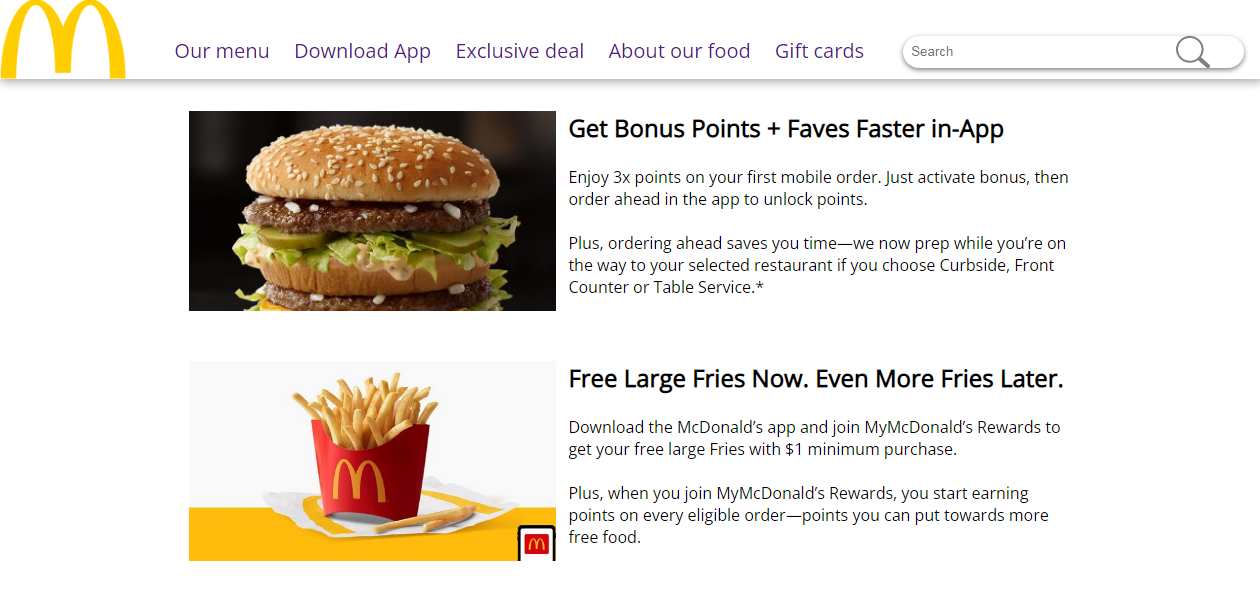 Our menu Download App Exclusive deal About our food Gift cards Search
Get Bonus Points + Faves Faster in-App
Enjoy 3x points on your first mobile order. Just activate bonus, then
order ahead in the app to unlock points.
Plus, ordering ahead saves you time—we now prep while you’re on
the way to your selected restaurant if you choose Curbside, Front
Counter or Table Service.*
Free Large Fries Now. Even More Fries Later.
Download the McDonald’s app and join MyMcDonald’s Rewards to
get your free large Fries with $1 minimum purchase.
Plus, when you join MyMcDonald’s Rewards, you start earning
points on every eligible order—points you can put towards more
free food.